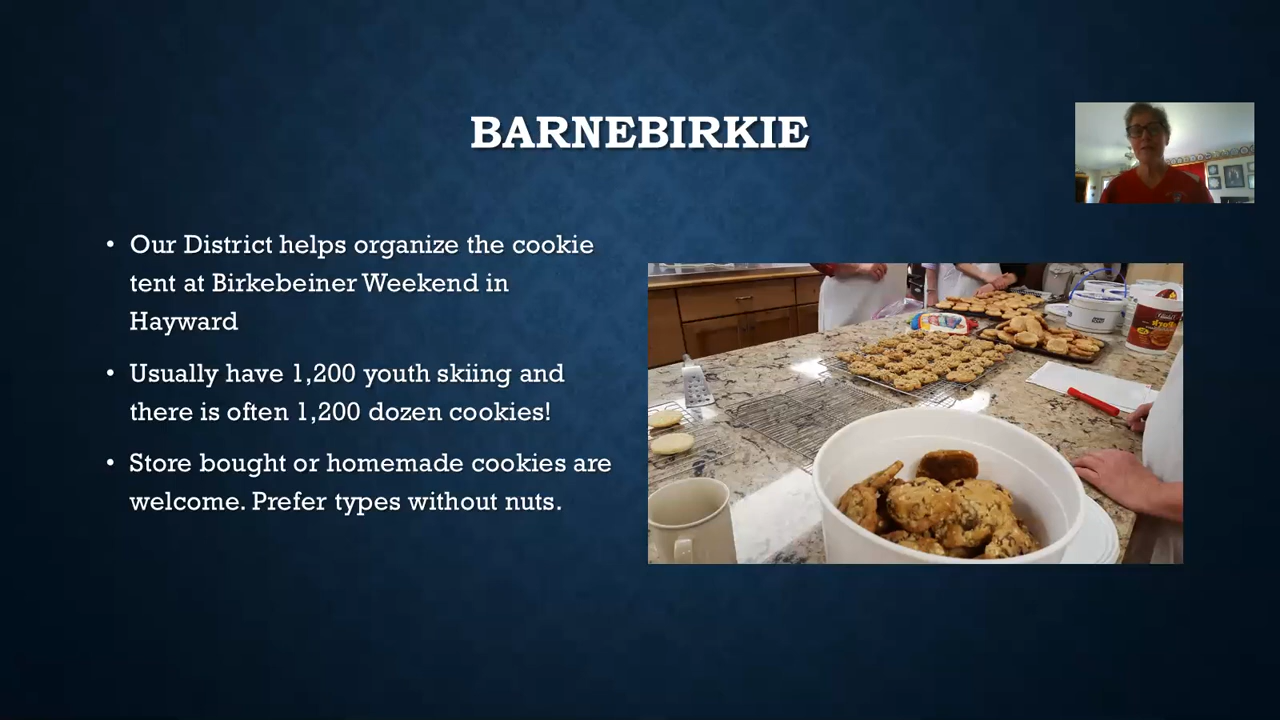 BARNEBIRKIE
• Our District helps organize the cookie
tent at Birkebeiner Weekend in
Hayward
• Usually have 1,200 youth skiing and
there is often 1,200 dozen cookies!
• Store bought or homemade cookies are
welcome. Prefer types without nuts.